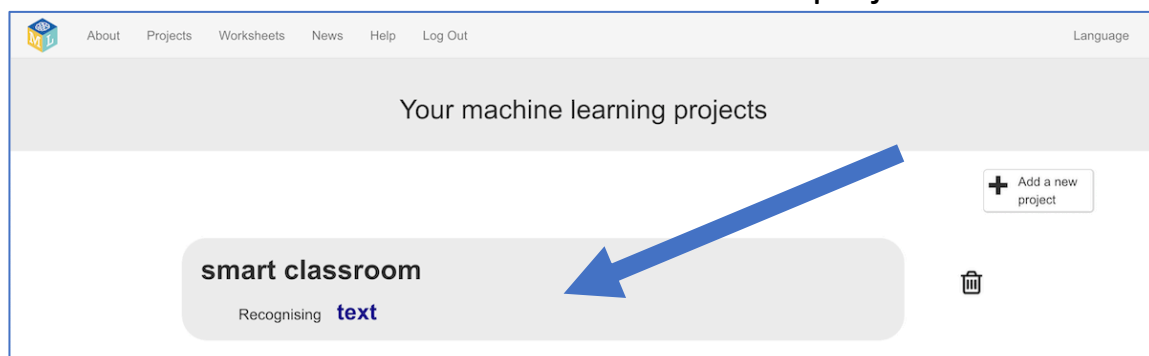 ML
About Projects Worksheets News Help Log Out Language
Your machine learning projects
Add a new
project
smart classroom
Recognising text